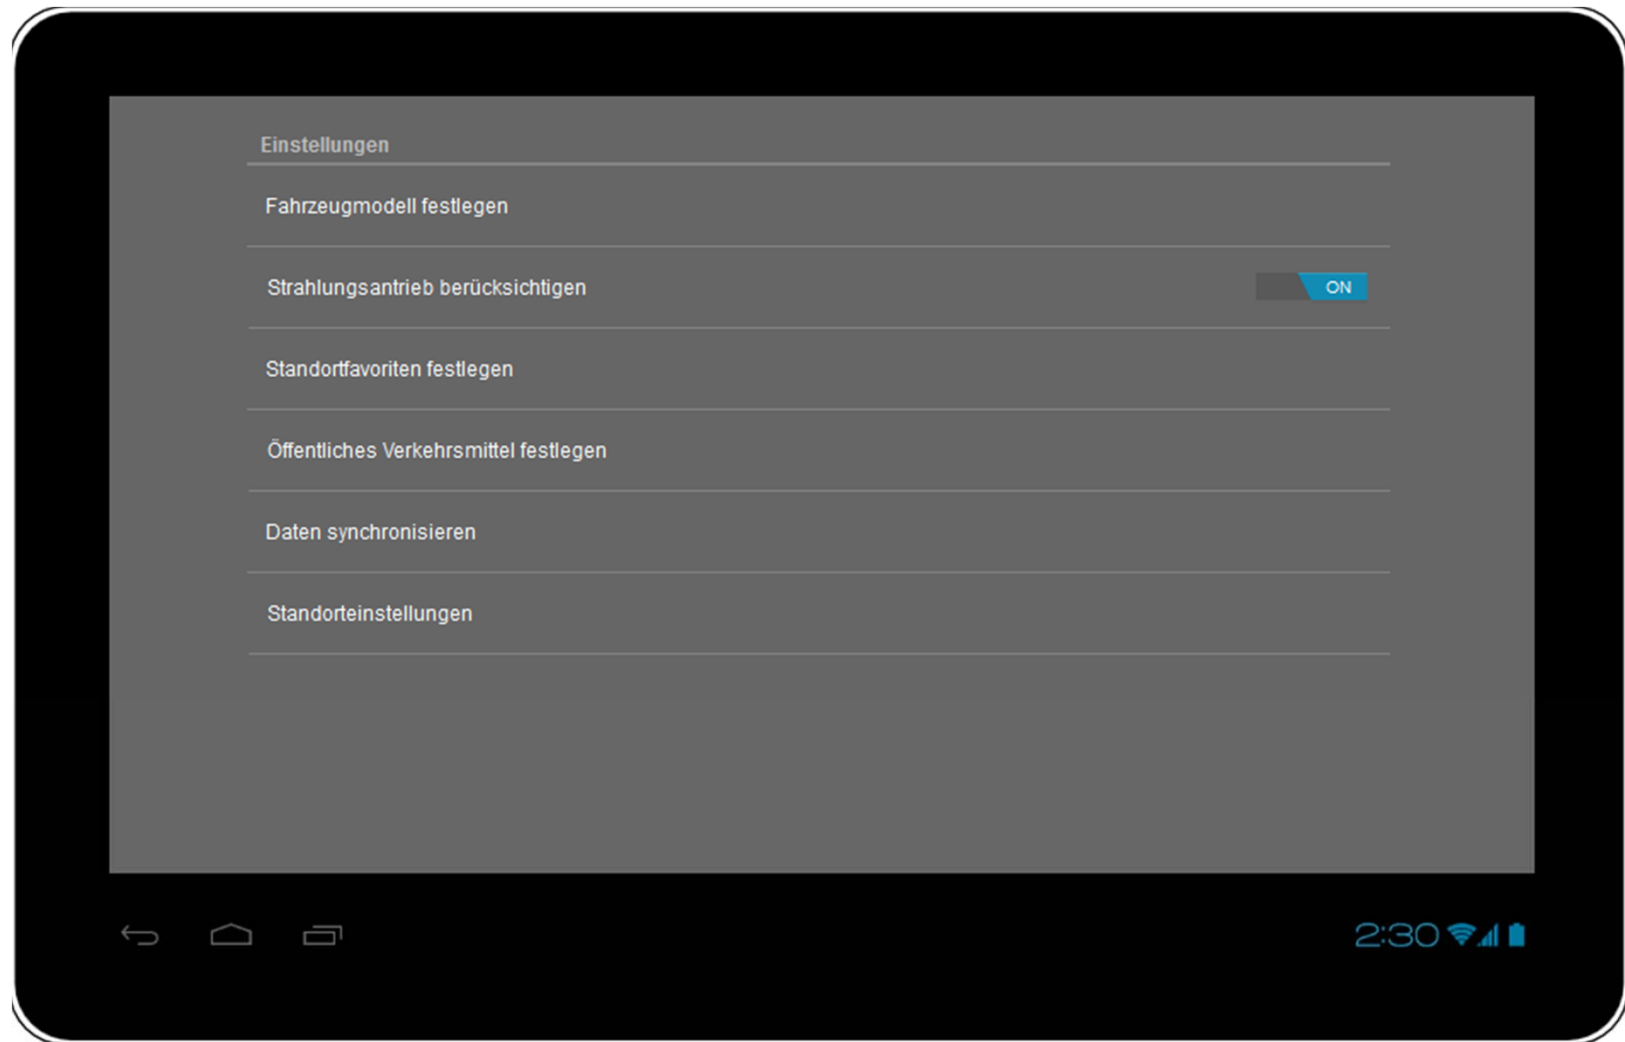 Einstellungen
Fahrzeugmodell festlegen
Strahlungsantrieb berücksichtigen
ON
Standortfavoriten festlegen
Öffentliches Verkehrsmittel festlegen
Daten synchronisieren
Standorteinstellungen
2:30